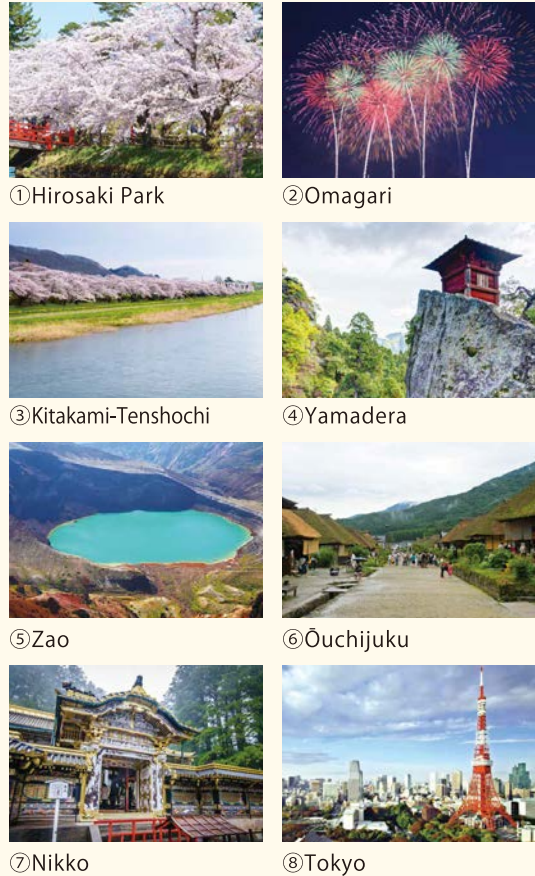 ①Hirosaki Park
②Omagari
③Kitakami-Tenshochi
④Yamadera
⑤Zao
⑥Ōuchijuku
⑦Nikko
⑧Tokyo